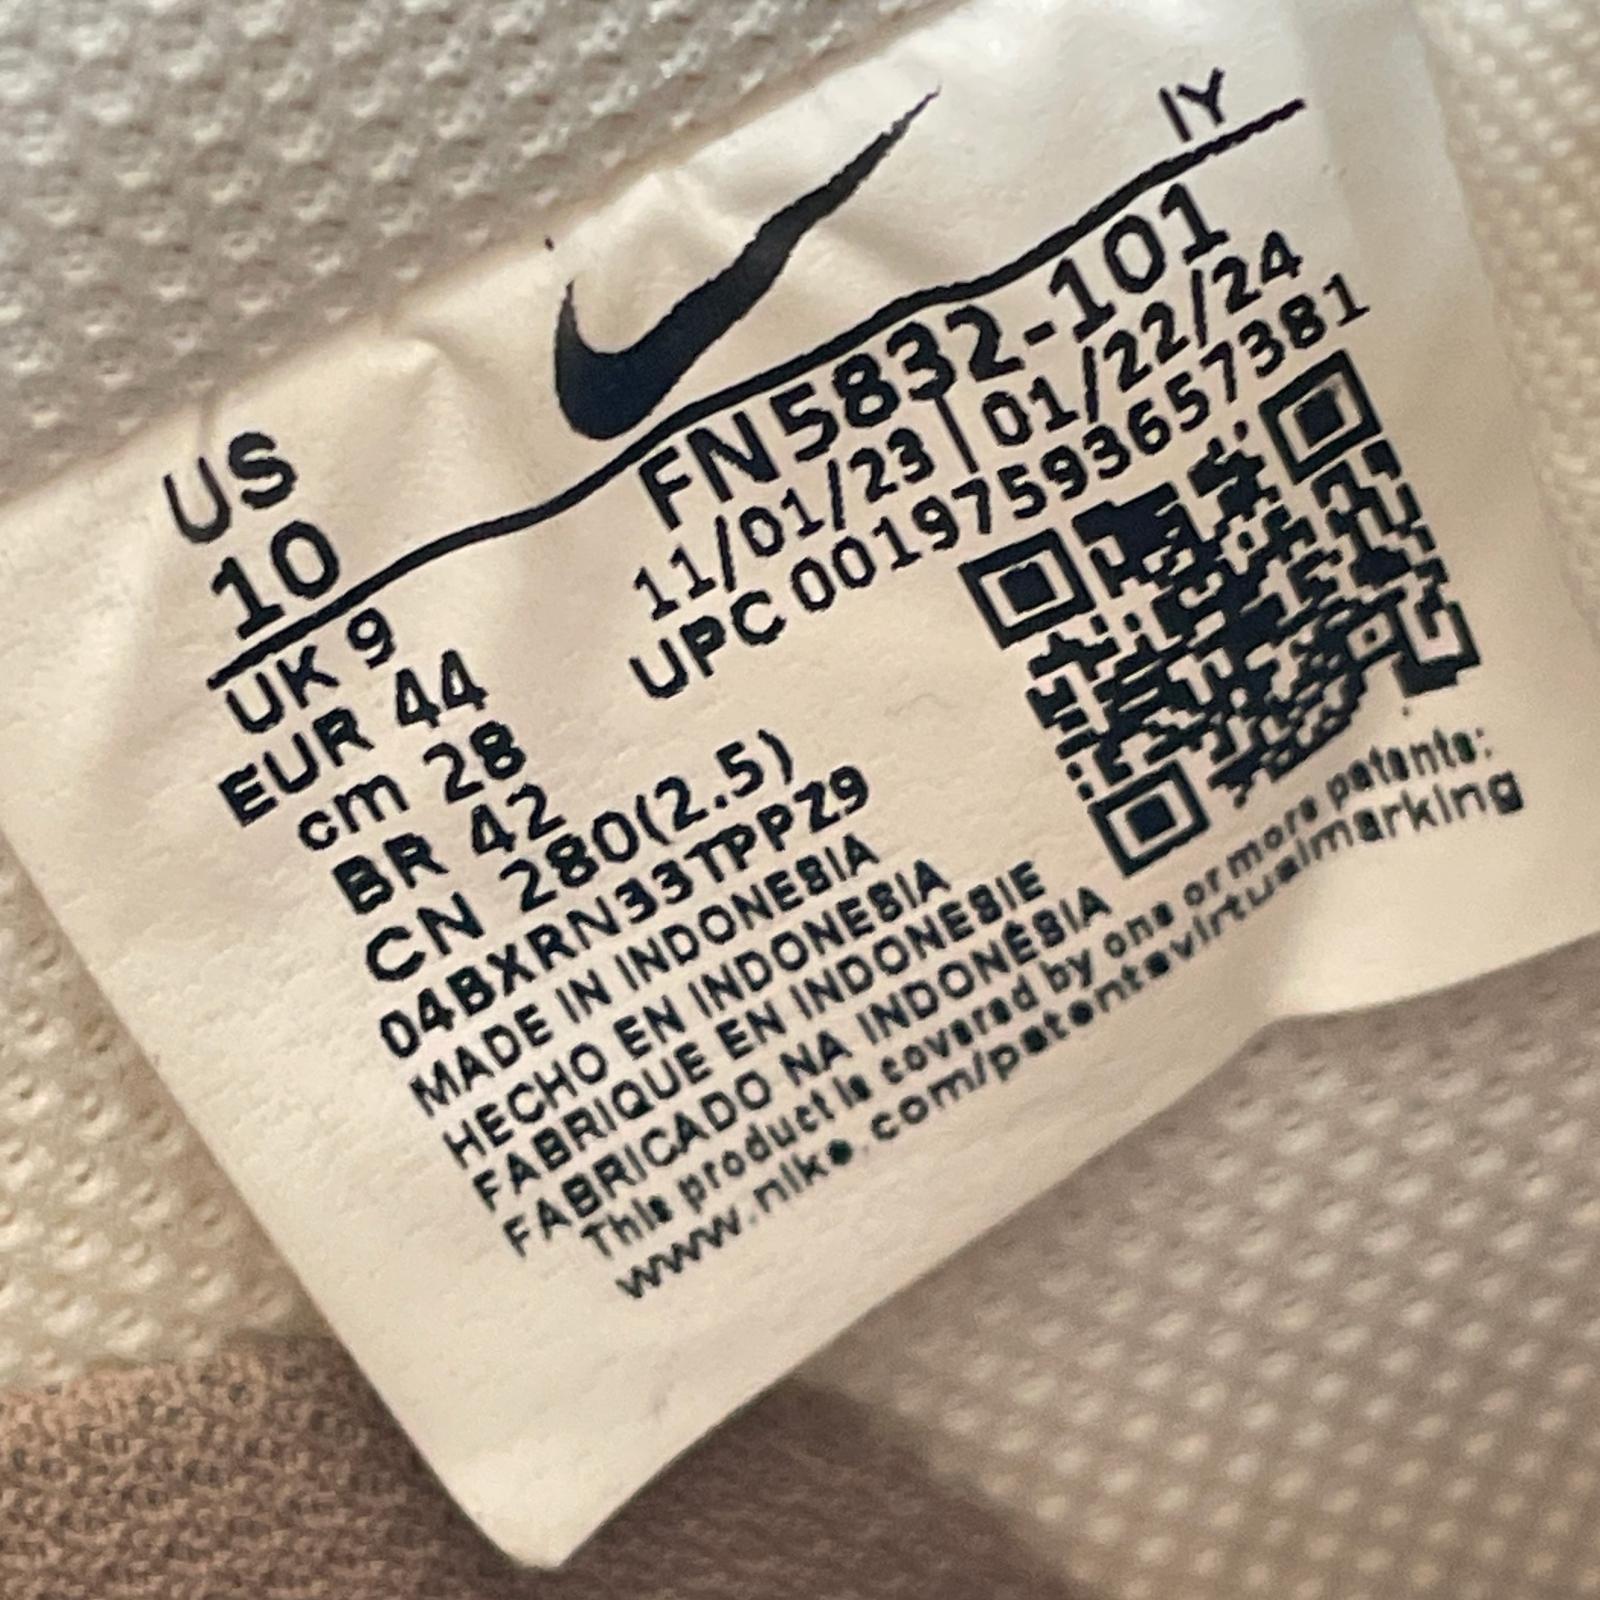 IY
US
10
UK 9
EUR 44
cm 28
BR 42
CN 280(2.5)
FN5832-101
11/01/23 | 01/22/24
UPC 00197593657381
04BXRN33TPPZ9
MADE IN INDONESIA
HECHO EN INDONESIA
FABRIQUE EN INDONESIE
FABRICADO NA INDONÉSIA
This product is covered by one or more patents:
www.nike.com/patentsvirtualmarking